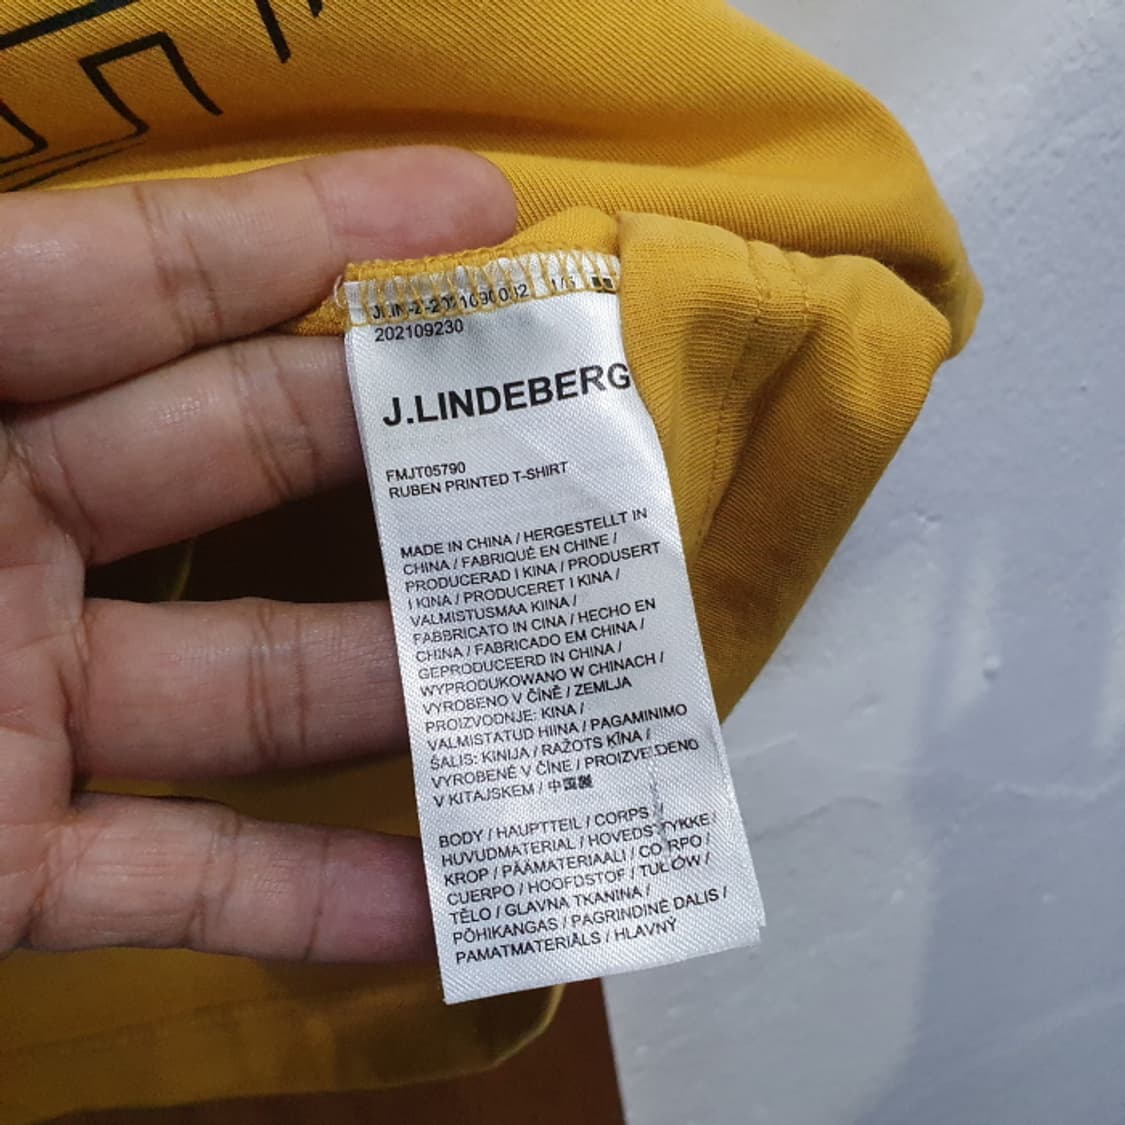 202109230
J.LINDEBERG
FMJT05790
RUBEN PRINTED T-SHIRT
MADE IN CHINA / HERGESTELLT IN
CHINA / FABRIQUÉ EN CHINE /
PRODUCERAD I KINA / PRODUSERT
I KINA / PRODUCERET I KINA /
VALMISTUSMAA KIINA /
FABBRICATO IN CINA / HECHO EN
CHINA / FABRICADO EM CHINA /
GEPRODUCEERD IN CHINA /
WYPRODUKOWANO W CHINACH /
VYROBENO V ČÍNĚ / ZEMLJA
PROIZVODNJE: KINA /
VALMISTATUD HIINA / PAGAMINIMO
ŠALIS: KINIJA / RAŽOTS ĶĪNA /
VYROBENÉ V ČÍNE / PROIZVEDENO
V KITAJSKEM / 中国製
BODY / HAUPTTEIL / CORPS
HUVUDMATERIAL / HOVEDSTYKKE /
KROP / PÄÄMATERIAALI / CORPO /
CUERPO / HOOFDSTOF / TUŁÓW /
TĚLO / GLAVNA TKANINA /
PÕHIKANGAS / PAGRINDINĖ DALIS /
PAMATMATERIĀLS / HLAVNÝ